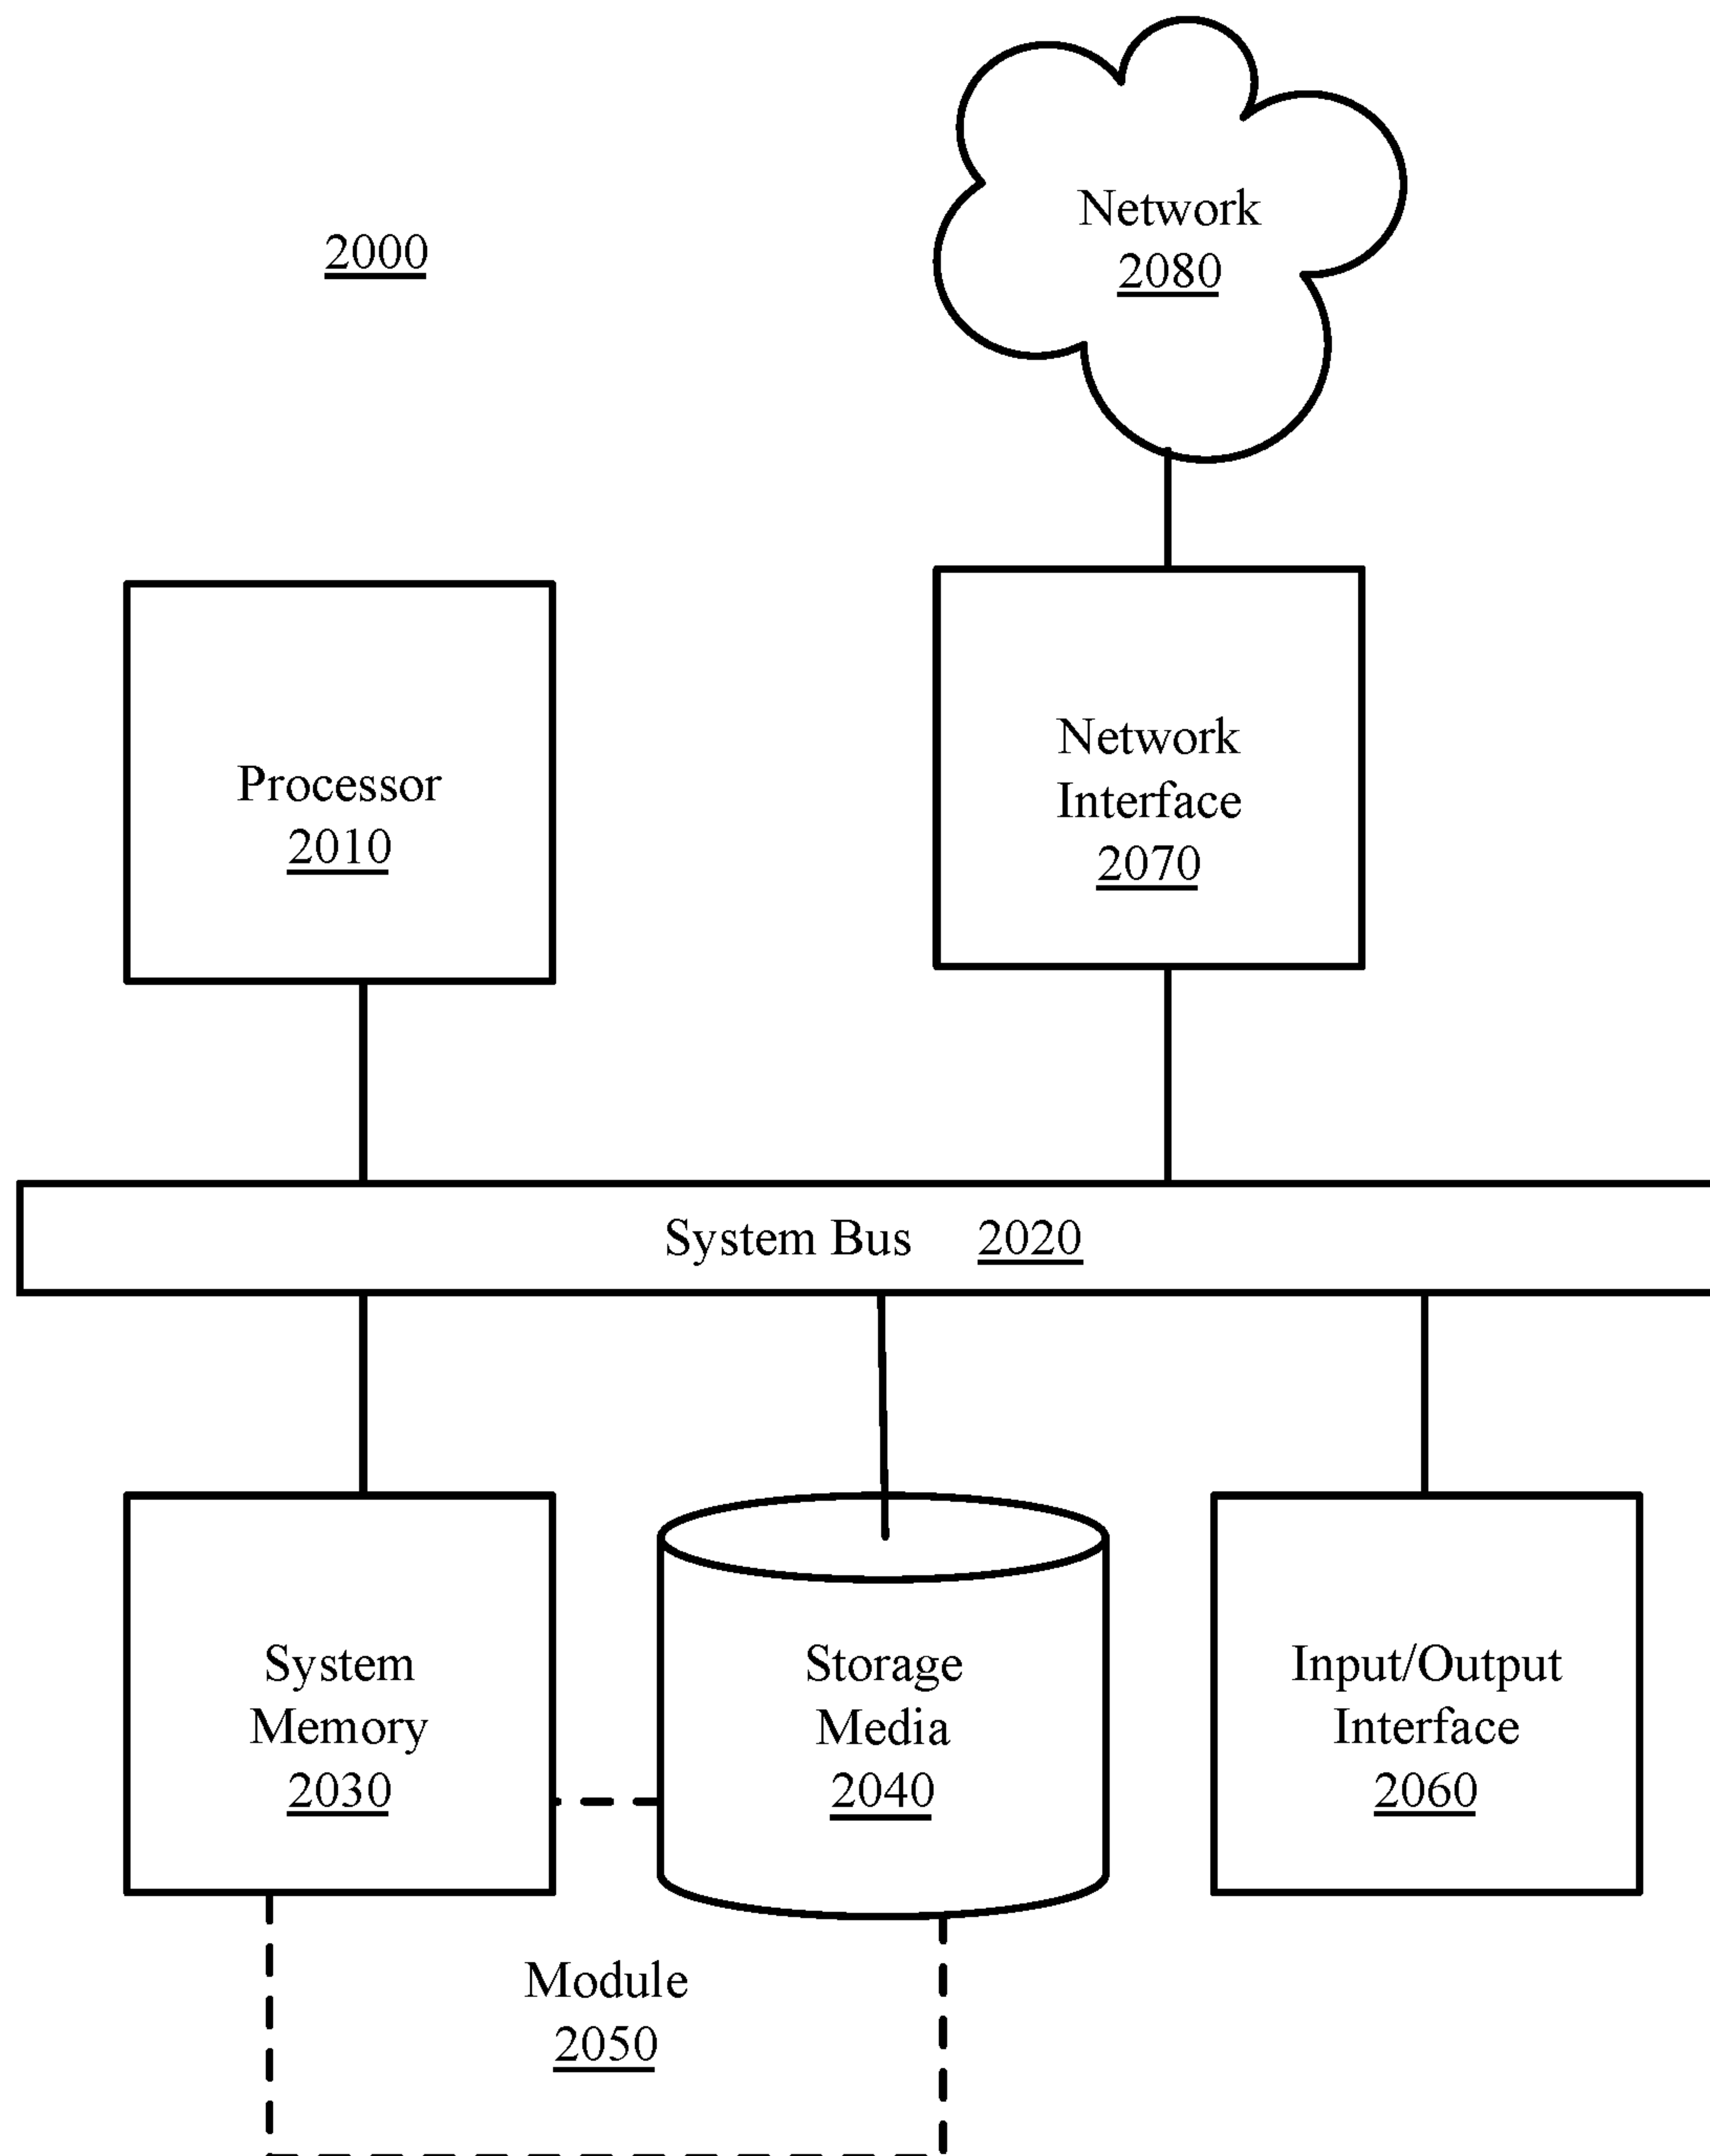 Network
2080
2000
Network
Interface
2070
Processor
2010
System Bus 2020
System
Memory
2030
Storage
Media
2040
Input/Output
Interface
2060
Module
2050